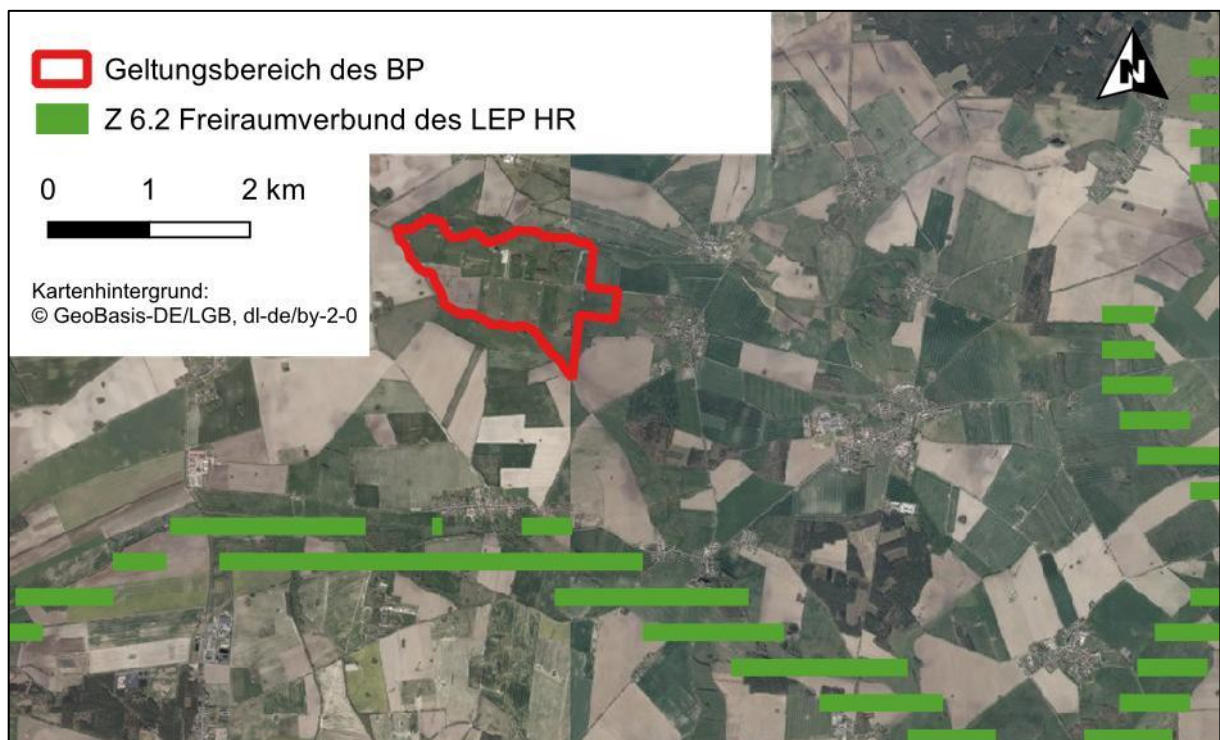 Geltungsbereich des BP
Z 6.2 Freiraumverbund des LEP HR
0 1 2 km
Kartenhintergrund:
© GeoBasis-DE/LGB, dl-de/by-2-0
N